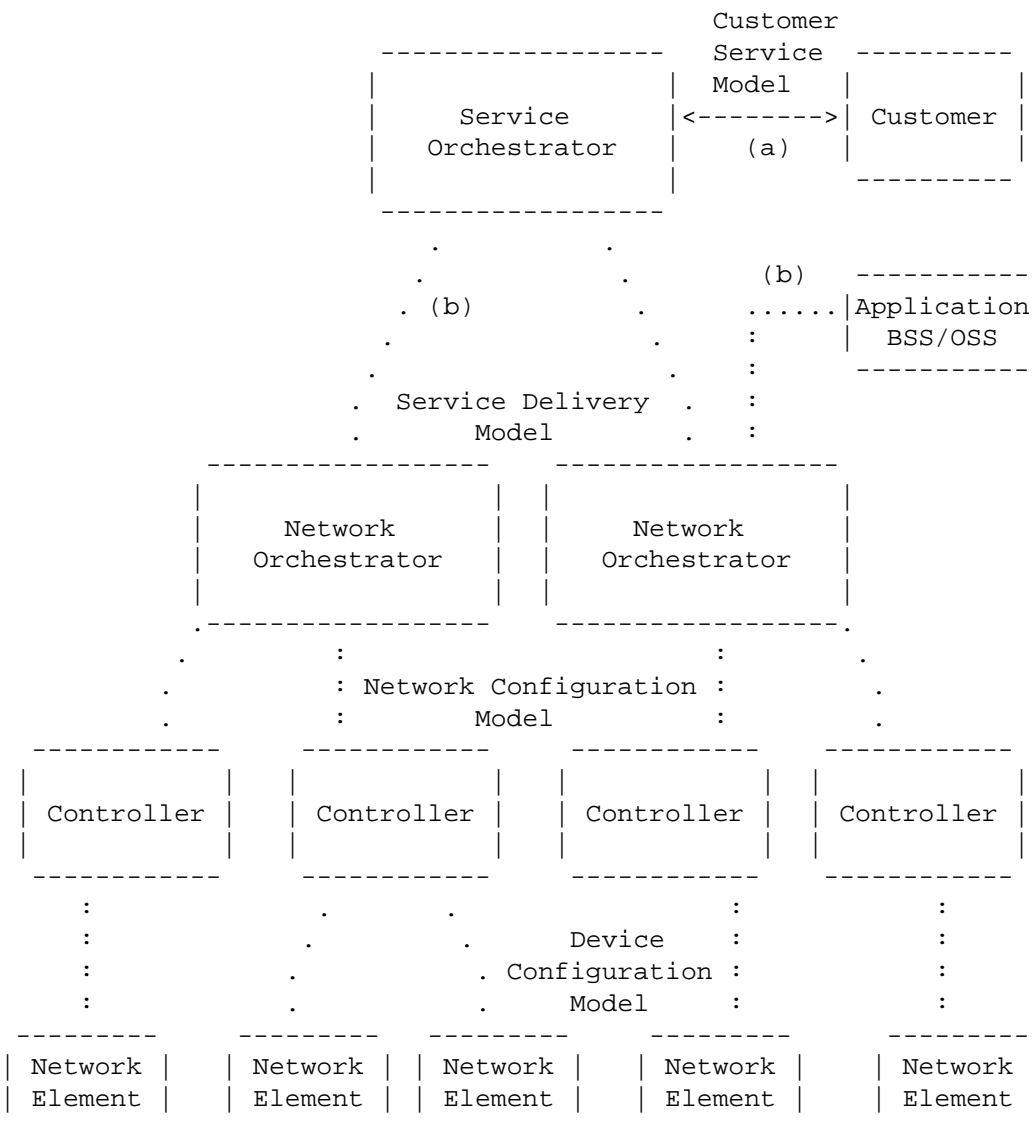 Customer
Service
Model
Service
Orchestrator
<-------->
(a)
Customer
(b)
(b)
Application
BSS/OSS
Service Delivery
Model
Network
Orchestrator
Network
Orchestrator
Network Configuration
Model
Controller
Controller
Controller
Controller
Device
Configuration
Model
Network
Element
Network
Element
Network
Element
Network
Element
Network
Element